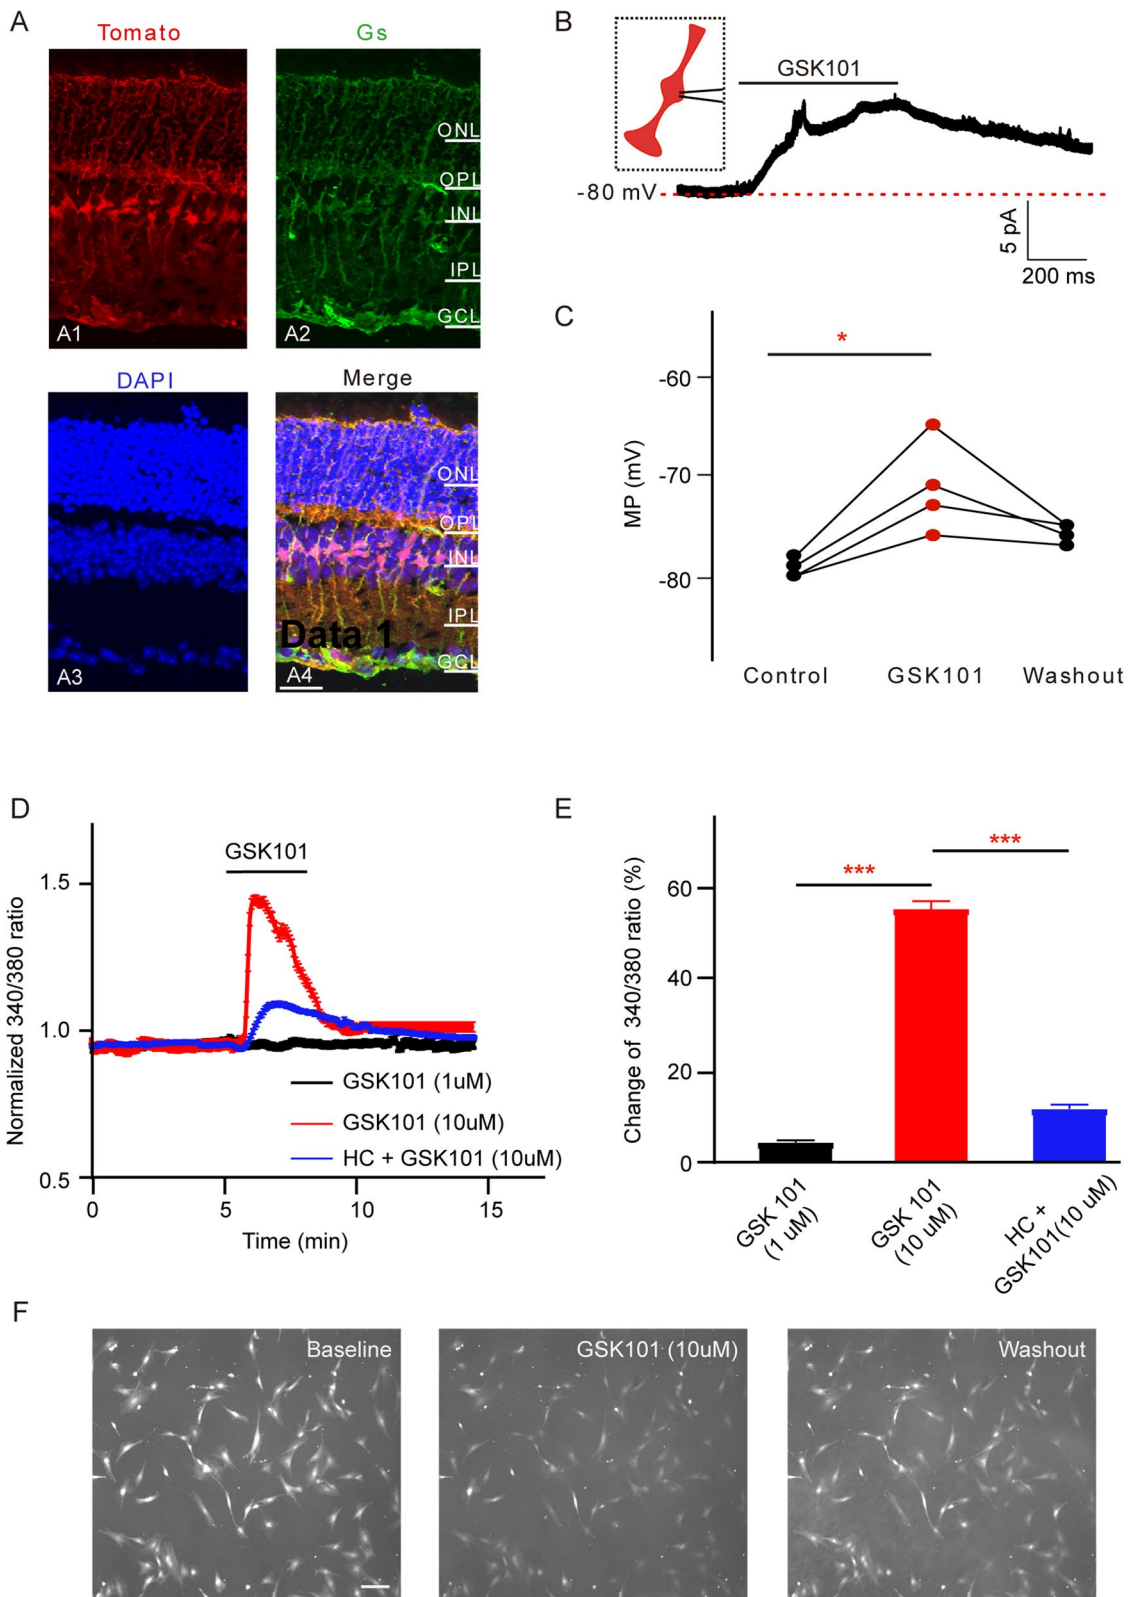 A
Tomato
Gs
ONL
OPL
INL
IPL
GCL
A1
A2
DAPI
Merge
ONL
OPL
INL
IPL
Data 1
GCL
A3
A4
B
GSK101
-80 mV
5 pA
200 ms
C
*
-60
-70
-80
MP (mV)
Control
GSK101
Washout
D
GSK101
1.5
1.0
0.5
Normalized 340/380 ratio
GSK101 (1uM)
GSK101 (10uM)
HC + GSK101 (10uM)
0
5
10
15
Time (min)
E
***
***
60
40
20
0
Change of 340/380 ratio (%)
GSK 101
(1 uM)
GSK 101
(10 uM)
HC +
GSK101(10 uM)
F
Baseline
GSK101 (10uM)
Washout